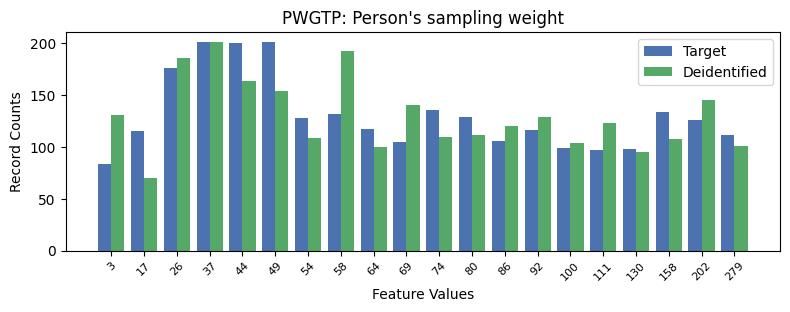 PWGTP: Person's sampling weight
Target
Deidentified
Record Counts
200
150
100
50
0
3 17 26 37 44 49 54 58 64 69 74 80 86 92 100 111 130 158 202 279
Feature Values